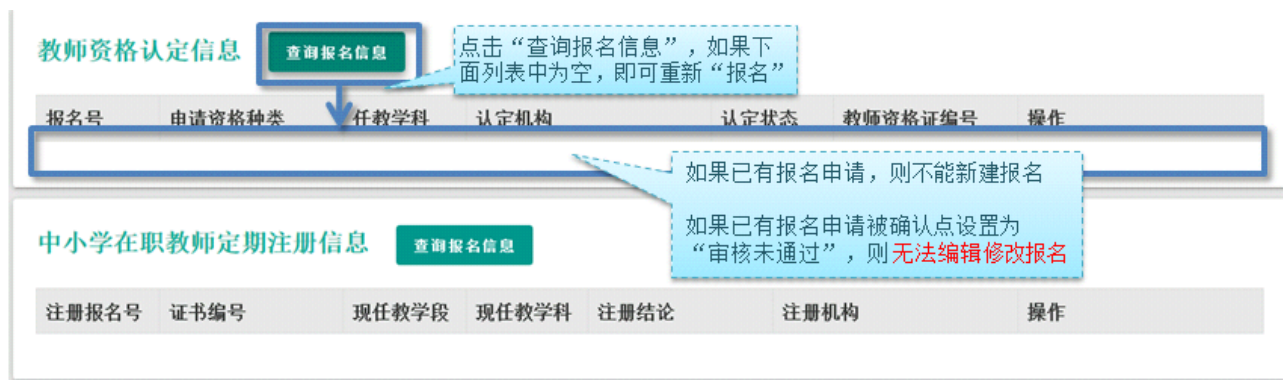 教师资格认定信息
查询报名信息
点击“查询报名信息”，如果下
面列表中为空，即可重新“报名”
报名号 申请资格种类 任教学科 认定机构 认定状态 教师资格证编号 操作
如果已有报名申请，则不能新建报名
如果已有报名申请被确认点设置为
“审核未通过”，则无法编辑修改报名
中小学在职教师定期注册信息
查询报名信息
注册报名号 证书编号 现任教学段 现任教学科 注册结论 注册机构 操作